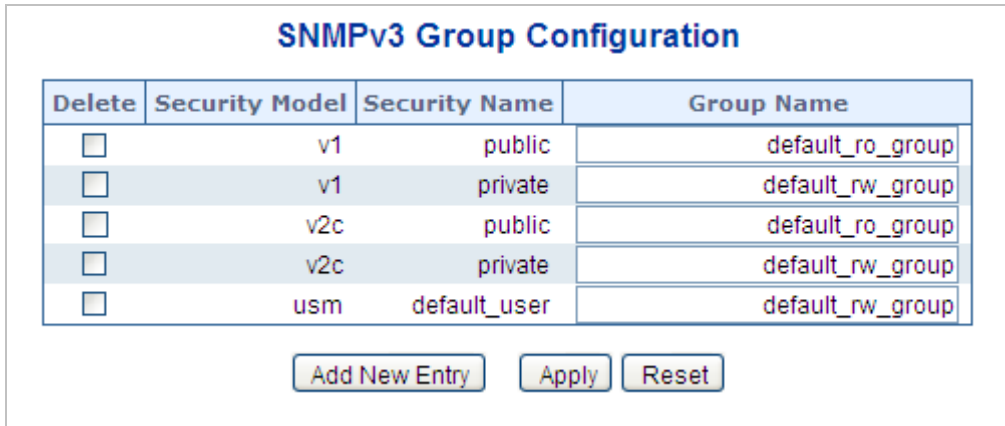 SNMPv3 Group Configuration
Delete Security Model Security Name Group Name
v1 public default_ro_group
v1 private default_rw_group
v2c public default_ro_group
v2c private default_rw_group
usm default_user default_rw_group
Add New Entry Apply Reset